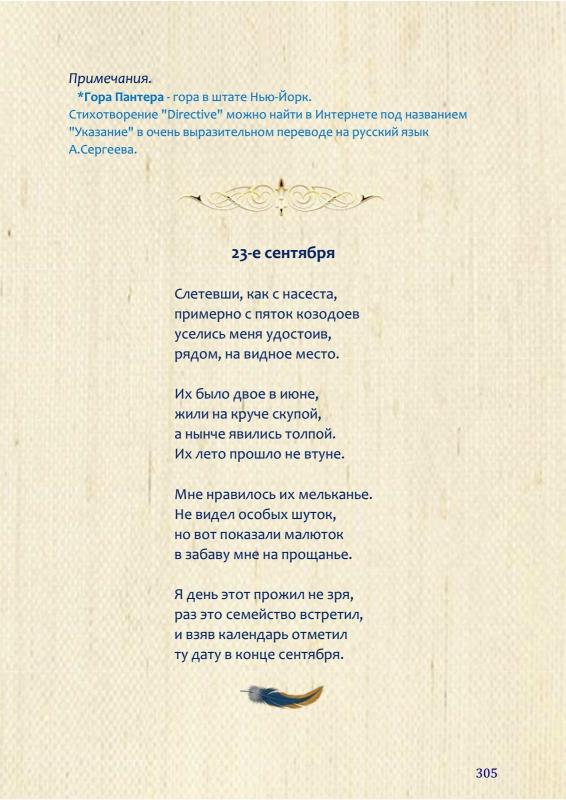 Примечания.
*Гора Пантера - гора в штате Нью-Йорк.
Стихотворение "Directive" можно найти в Интернете под названием
"Указание" в очень выразительном переводе на русский язык
А.Сергеева.
23-е сентября
Слетевши, как с насеста,
примерно с пяток козодоев
уселись меня удостоив,
рядом, на видное место.
Их было двое в июне,
жили на круче скупой,
а нынче явились толпой.
Их лето прошло не втуне.
Мне нравилось их мельканье.
Не видел особых шуток,
но вот показали малюток
в забаву мне на прощанье.
Я день этот прожил не зря,
раз это семейство встретил,
и взяв календарь отметил
ту дату в конце сентября.
305